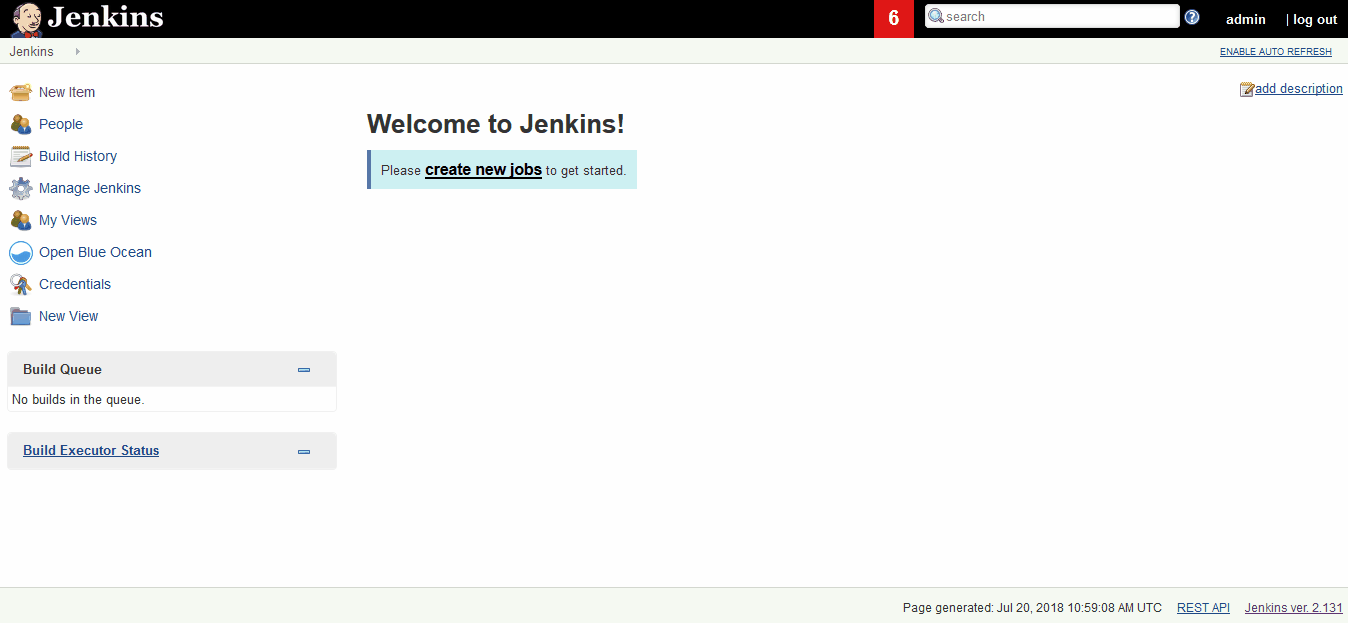 Jenkins
6
search
?
admin
| log out
Jenkins
ENABLE AUTO REFRESH
New Item
People
Build History
Manage Jenkins
My Views
Open Blue Ocean
Credentials
New View
Build Queue
No builds in the queue.
Build Executor Status
add description
Welcome to Jenkins!
Please create new jobs to get started.
Page generated: Jul 20, 2018 10:59:08 AM UTC REST API Jenkins ver. 2.131